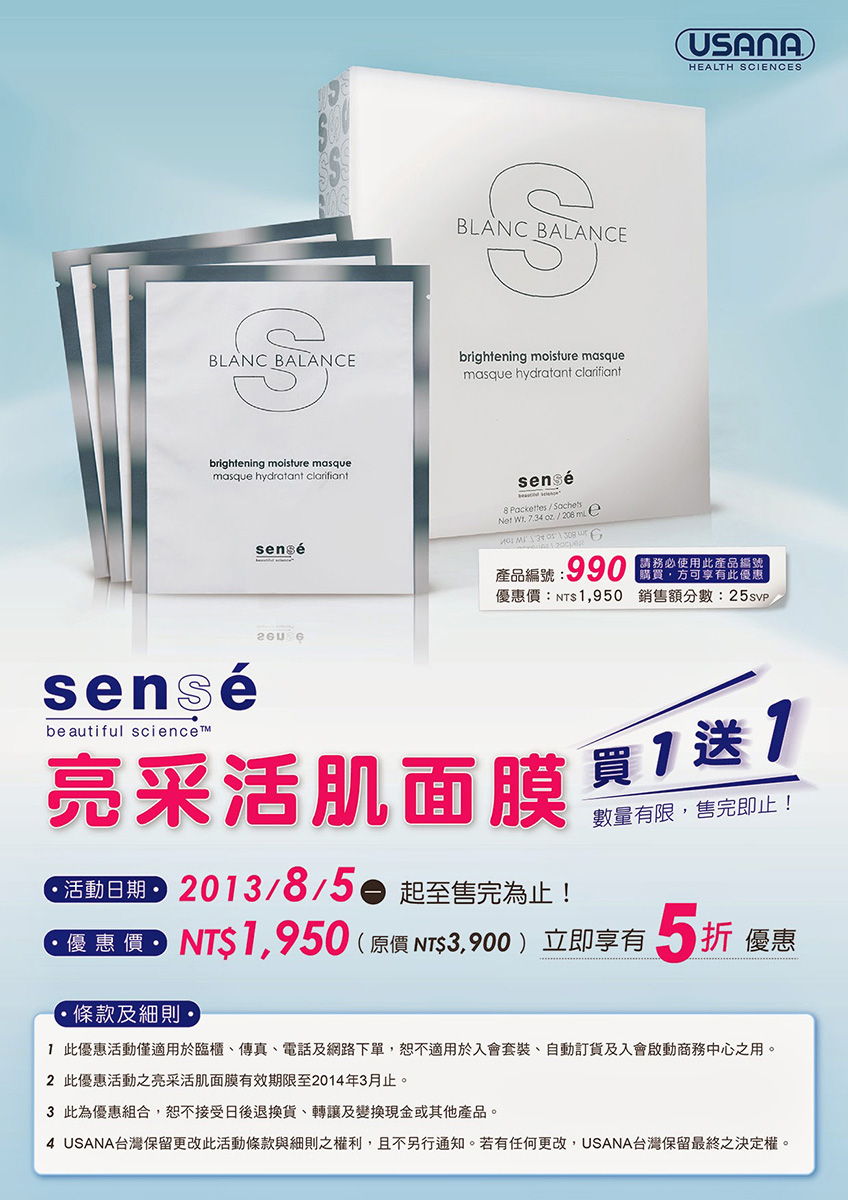 USANA
HEALTH SCIENCES
BLANC BALANCE
brightening moisture masque
masque hydratant clarifiant
sensé
beautiful science™
8 Packettes / Sachets
Net Wt. 7.34 oz. / 208 mL e
S
BLANC BALANCE
brightening moisture masque
masque hydratant clarifiant
sensé
beautiful science™
產品編號：990 請務必使用此產品編號
購買，方可享有此優惠
優惠價：NT$1,950 銷售額分數：25SVP
sensé
beautiful science™
亮采活肌面膜
買1送1
數量有限，售完即止！
•活動日期• 2013/8/5㊀ 起至售完為止！
•優惠價• NT$1,950（原價 NT$3,900） 立即享有5折 優惠
•條款及細則•
1 此優惠活動僅適用於臨櫃、傳真、電話及網路下單，恕不適用於入會套裝、自動訂貨及入會啟動商務中心之用。
2 此優惠活動之亮采活肌面膜有效期限至2014年3月止。
3 此為優惠組合，恕不接受日後退換貨、轉讓及變換現金或其他產品。
4 USANA台灣保留更改此活動條款與細則之權利，且不另行通知。若有任何更改，USANA台灣保留最終之決定權。